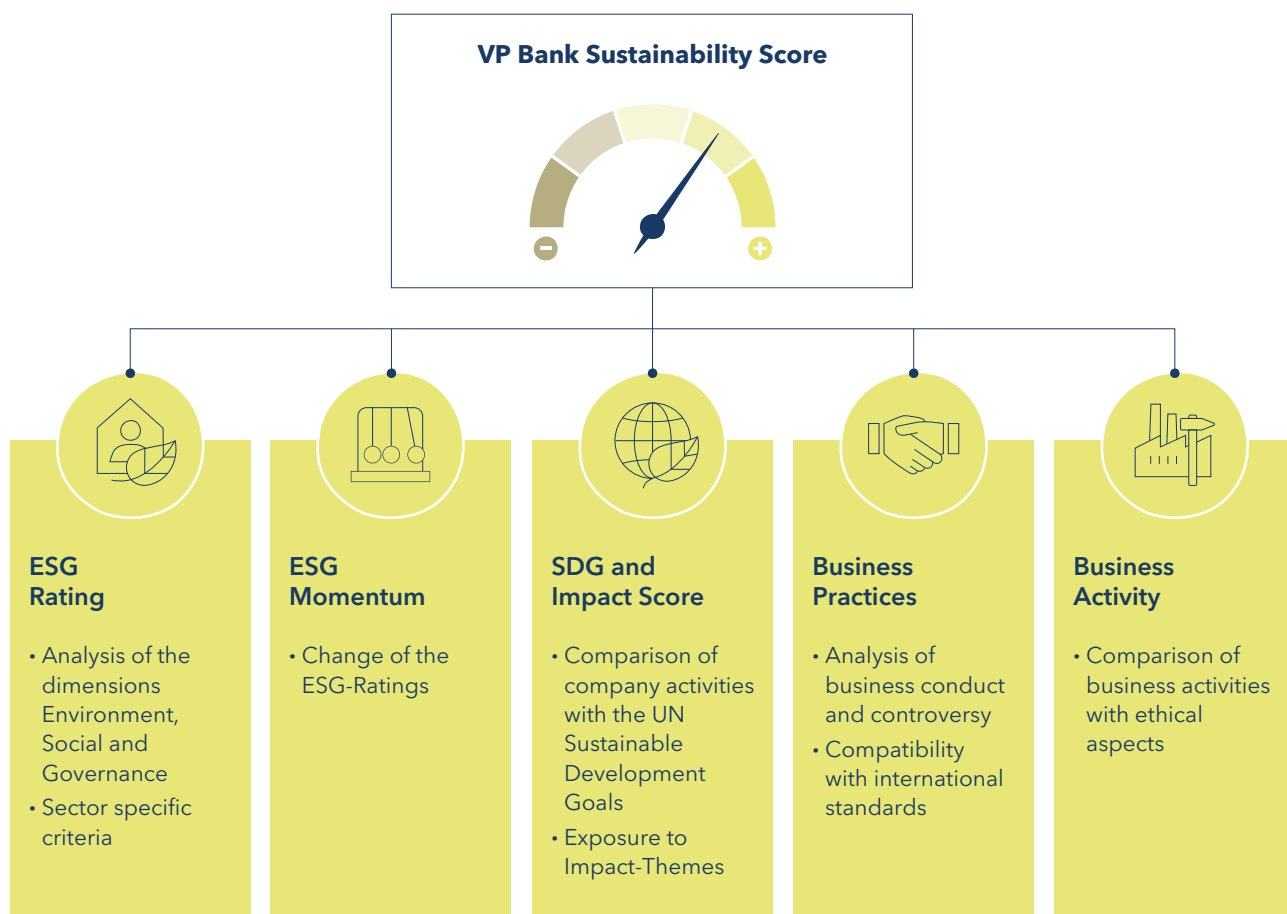 VP Bank Sustainability Score
ESG
Rating
• Analysis of the
dimensions
Environment,
Social and
Governance
• Sector specific
criteria
ESG
Momentum
• Change of the
ESG-Ratings
SDG and
Impact Score
• Comparison of
company activities
with the UN
Sustainable
Development
Goals
• Exposure to
Impact-Themes
Business
Practices
• Analysis of
business conduct
and controversy
• Compatibility
with international
standards
Business
Activity
• Comparison of
business activities
with ethical
aspects